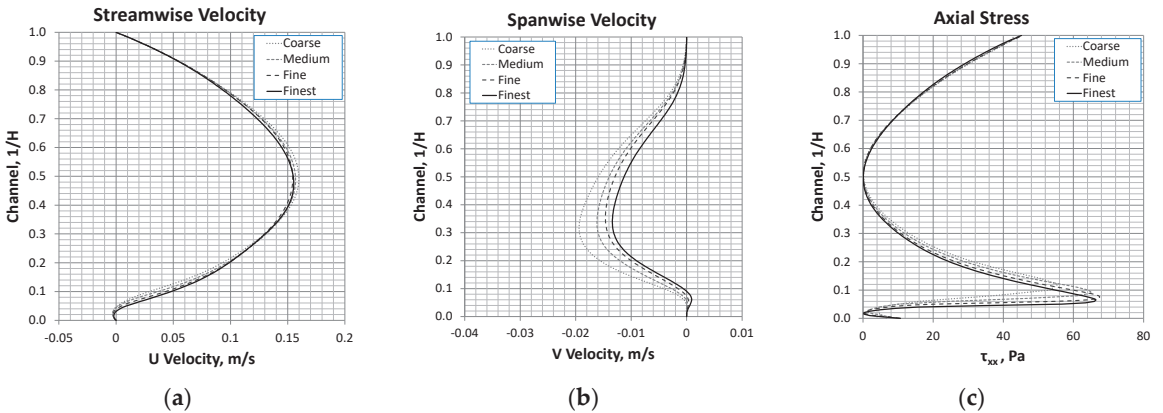 Streamwise Velocity
Channel, 1/H
1.0
0.9
0.8
0.7
0.6
0.5
0.4
0.3
0.2
0.1
0.0
Coarse
Medium
Fine
Finest
-0.05 0 0.05 0.1 0.15 0.2
U Velocity, m/s
(a)
Spanwise Velocity
Channel, 1/H
1.0
0.9
0.8
0.7
0.6
0.5
0.4
0.3
0.2
0.1
0.0
Coarse
Medium
Fine
Finest
-0.04 -0.03 -0.02 -0.01 0.00 0.01
V Velocity, m/s
(b)
Axial Stress
Channel, 1/H
1.0
0.9
0.8
0.7
0.6
0.5
0.4
0.3
0.2
0.1
0.0
Coarse
Medium
Fine
Finest
0 20 40 60 80
τxx , Pa
(c)